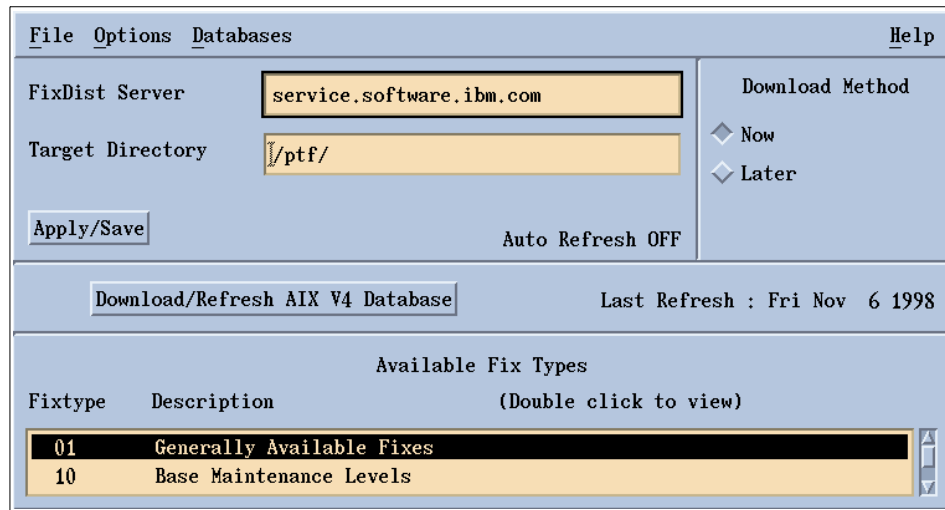 File Options Databases Help
FixDist Server service.software.ibm.com
Download Method
Now
Target Directory /ptf/
Later
Apply/Save
Auto Refresh OFF
Download/Refresh AIX V4 Database Last Refresh : Fri Nov 6 1998
Available Fix Types
Fixtype Description (Double click to view)
01 Generally Available Fixes
10 Base Maintenance Levels